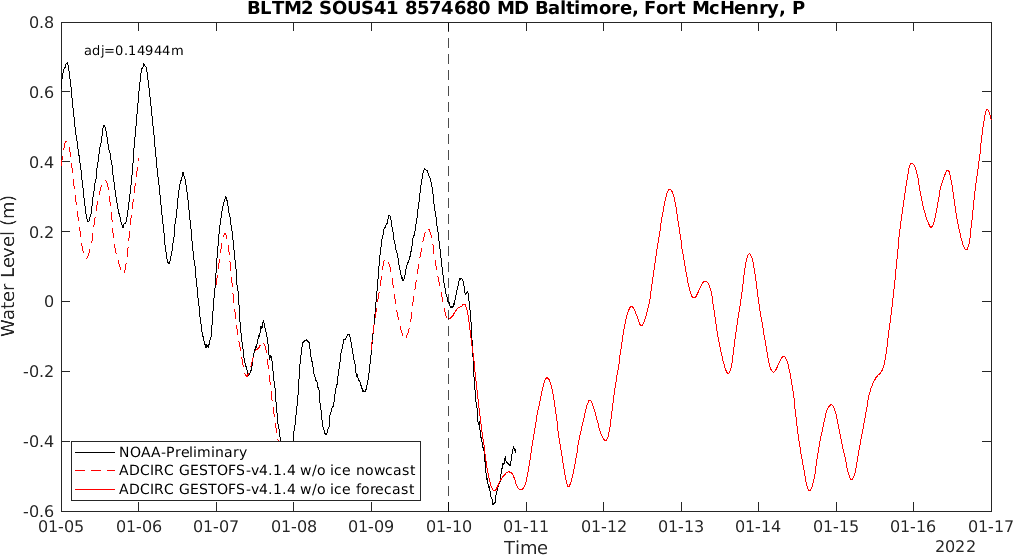 BLTM2 SOUS41 8574680 MD Baltimore, Fort McHenry, P
adj=0.14944m
0.8
0.6
0.4
0.2
0
-0.2
-0.4
-0.6
Water Level (m)
NOAA-Preliminary
ADCIRC GESTOFS-v4.1.4 w/o ice nowcast
ADCIRC GESTOFS-v4.1.4 w/o ice forecast
01-05 01-06 01-07 01-08 01-09 01-10 01-11 01-12 01-13 01-14 01-15 01-16 01-17
Time
2022